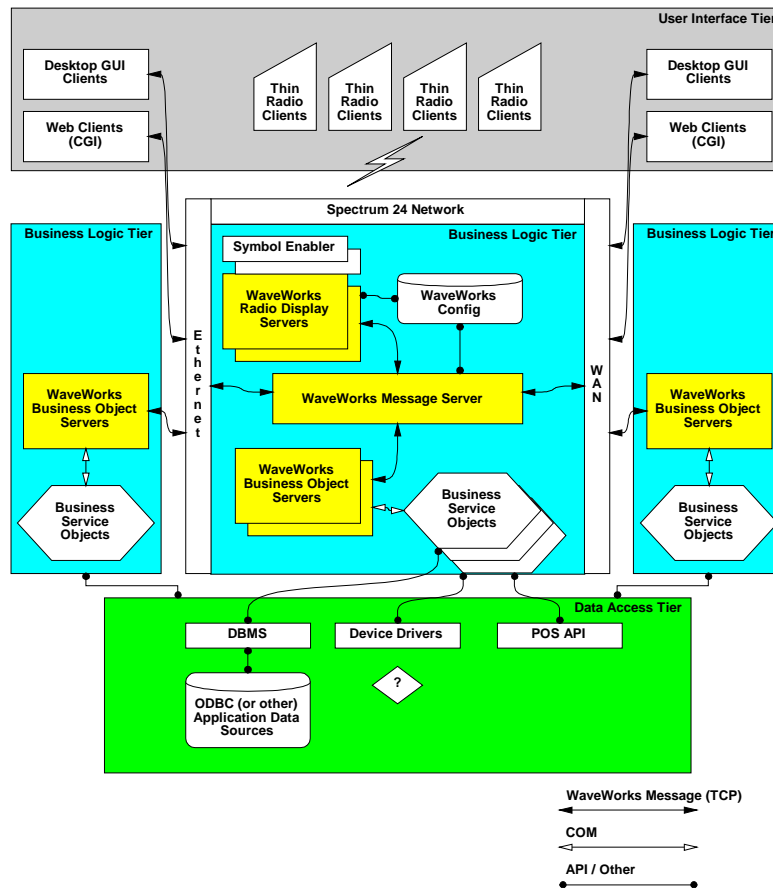 User Interface Tier
Desktop GUI
Clients
Web Clients
(CGI)
Thin
Radio
Clients
Thin
Radio
Clients
Thin
Radio
Clients
Thin
Radio
Clients
Desktop GUI
Clients
Web Clients
(CGI)
Spectrum 24 Network
Business Logic Tier
WaveWorks
Business Object
Servers
Business
Service
Objects
Ethernet
Business Logic Tier
Symbol Enabler
WaveWorks
Radio Display
Servers
WaveWorks
Config
WaveWorks Message Server
WaveWorks
Business Object
Servers
Business
Service
Objects
WAN
Business Logic Tier
WaveWorks
Business Object
Servers
Business
Service
Objects
Data Access Tier
DBMS
Device Drivers
POS API
?
ODBC (or other)
Application Data
Sources
WaveWorks Message (TCP)
COM
API / Other